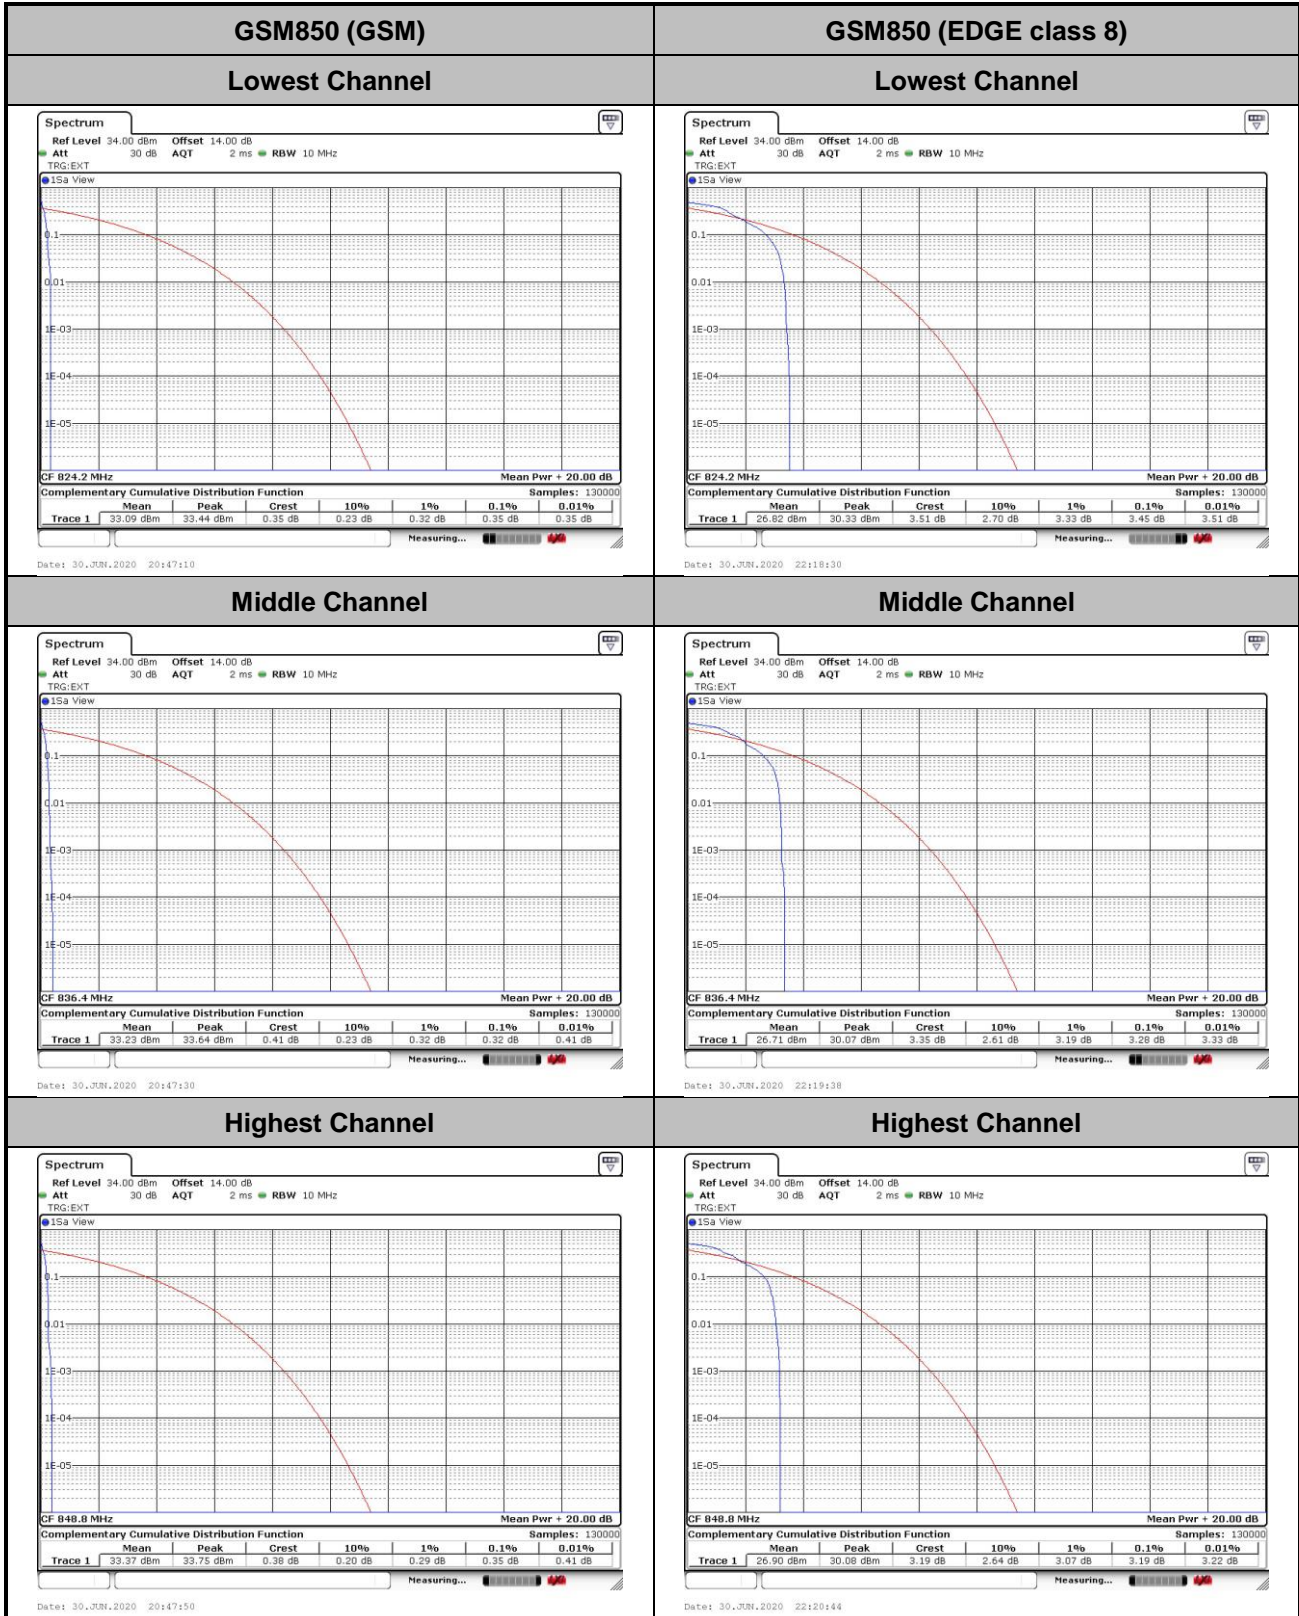 GSM850 (GSM)
GSM850 (EDGE class 8)
Lowest Channel
Lowest Channel
Spectrum
Ref Level 34.00 dBm Offset 14.00 dB
Att 30 dB AQT 2 ms RBW 10 MHz
TRG:EXT
1Sa View
0.1
0.01
1E-03
1E-04
1E-05
CF 824.2 MHz Mean Pwr + 20.00 dB
Complementary Cumulative Distribution Function Samples: 130000
Mean Peak Crest 10% 1% 0.1% 0.01%
Trace 1 33.09 dBm 33.44 dBm 0.35 dB 0.23 dB 0.32 dB 0.35 dB 0.35 dB
Measuring...
Date: 30.JUN.2020 20:47:10
Spectrum
Ref Level 34.00 dBm Offset 14.00 dB
Att 30 dB AQT 2 ms RBW 10 MHz
TRG:EXT
1Sa View
0.1
0.01
1E-03
1E-04
1E-05
CF 824.2 MHz Mean Pwr + 20.00 dB
Complementary Cumulative Distribution Function Samples: 130000
Mean Peak Crest 10% 1% 0.1% 0.01%
Trace 1 26.82 dBm 30.33 dBm 3.51 dB 2.70 dB 3.33 dB 3.45 dB 3.51 dB
Measuring...
Date: 30.JUN.2020 22:18:30
Middle Channel
Middle Channel
Spectrum
Ref Level 34.00 dBm Offset 14.00 dB
Att 30 dB AQT 2 ms RBW 10 MHz
TRG:EXT
1Sa View
0.1
0.01
1E-03
1E-04
1E-05
CF 836.4 MHz Mean Pwr + 20.00 dB
Complementary Cumulative Distribution Function Samples: 130000
Mean Peak Crest 10% 1% 0.1% 0.01%
Trace 1 33.23 dBm 33.64 dBm 0.41 dB 0.23 dB 0.32 dB 0.32 dB 0.41 dB
Measuring...
Date: 30.JUN.2020 20:47:30
Spectrum
Ref Level 34.00 dBm Offset 14.00 dB
Att 30 dB AQT 2 ms RBW 10 MHz
TRG:EXT
1Sa View
0.1
0.01
1E-03
1E-04
1E-05
CF 836.4 MHz Mean Pwr + 20.00 dB
Complementary Cumulative Distribution Function Samples: 130000
Mean Peak Crest 10% 1% 0.1% 0.01%
Trace 1 26.71 dBm 30.07 dBm 3.35 dB 2.61 dB 3.19 dB 3.28 dB 3.33 dB
Measuring...
Date: 30.JUN.2020 22:19:38
Highest Channel
Highest Channel
Spectrum
Ref Level 34.00 dBm Offset 14.00 dB
Att 30 dB AQT 2 ms RBW 10 MHz
TRG:EXT
1Sa View
0.1
0.01
1E-03
1E-04
1E-05
CF 848.8 MHz Mean Pwr + 20.00 dB
Complementary Cumulative Distribution Function Samples: 130000
Mean Peak Crest 10% 1% 0.1% 0.01%
Trace 1 33.37 dBm 33.75 dBm 0.38 dB 0.20 dB 0.29 dB 0.35 dB 0.41 dB
Measuring...
Date: 30.JUN.2020 20:47:50
Spectrum
Ref Level 34.00 dBm Offset 14.00 dB
Att 30 dB AQT 2 ms RBW 10 MHz
TRG:EXT
1Sa View
0.1
0.01
1E-03
1E-04
1E-05
CF 848.8 MHz Mean Pwr + 20.00 dB
Complementary Cumulative Distribution Function Samples: 130000
Mean Peak Crest 10% 1% 0.1% 0.01%
Trace 1 26.90 dBm 30.08 dBm 3.19 dB 2.64 dB 3.07 dB 3.19 dB 3.22 dB
Measuring...
Date: 30.JUN.2020 22:20:44